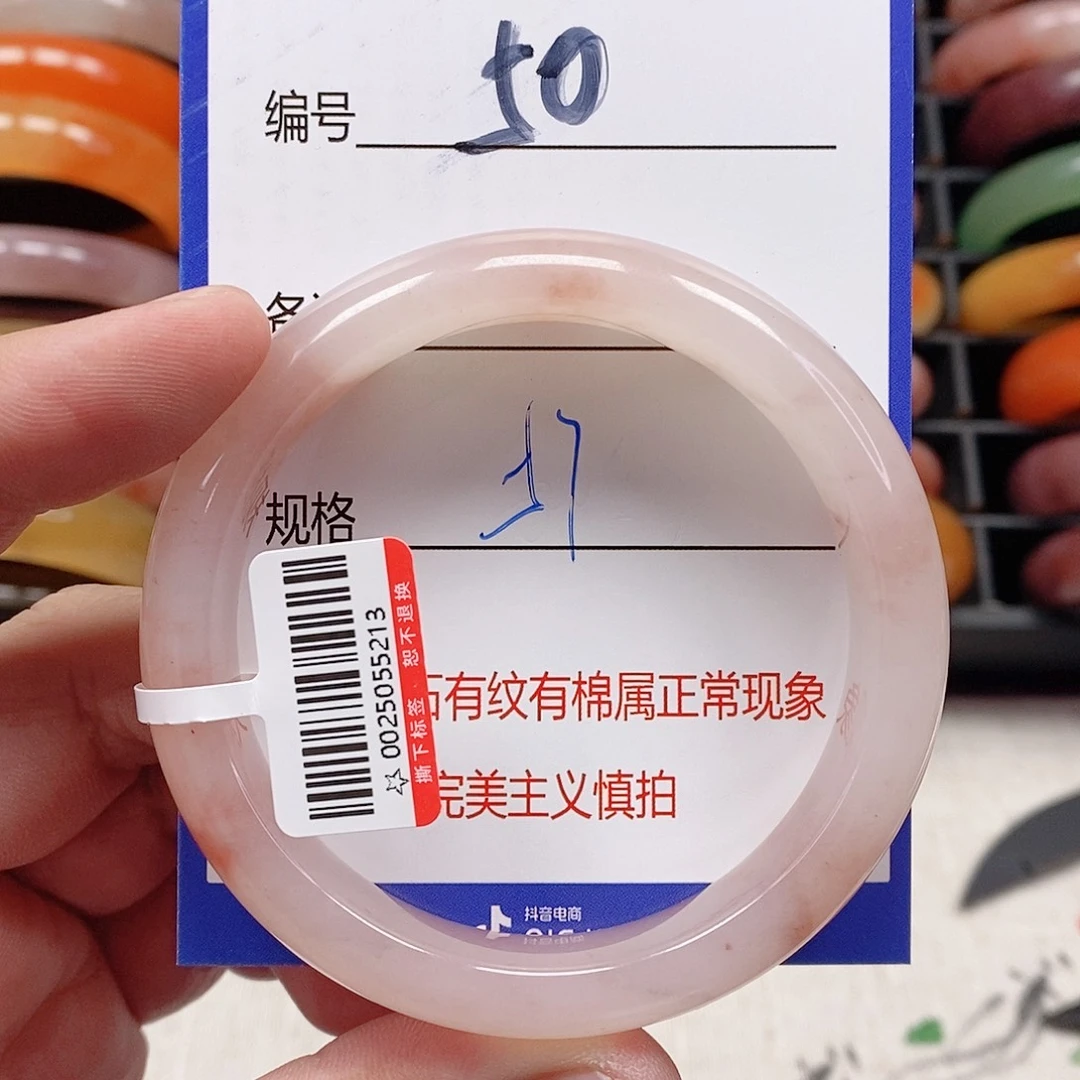 编号 50
规格 57
石有纹有棉属正常现象
完美主义慎拍
0025055213
撕下标签 恕不退换
抖音电商